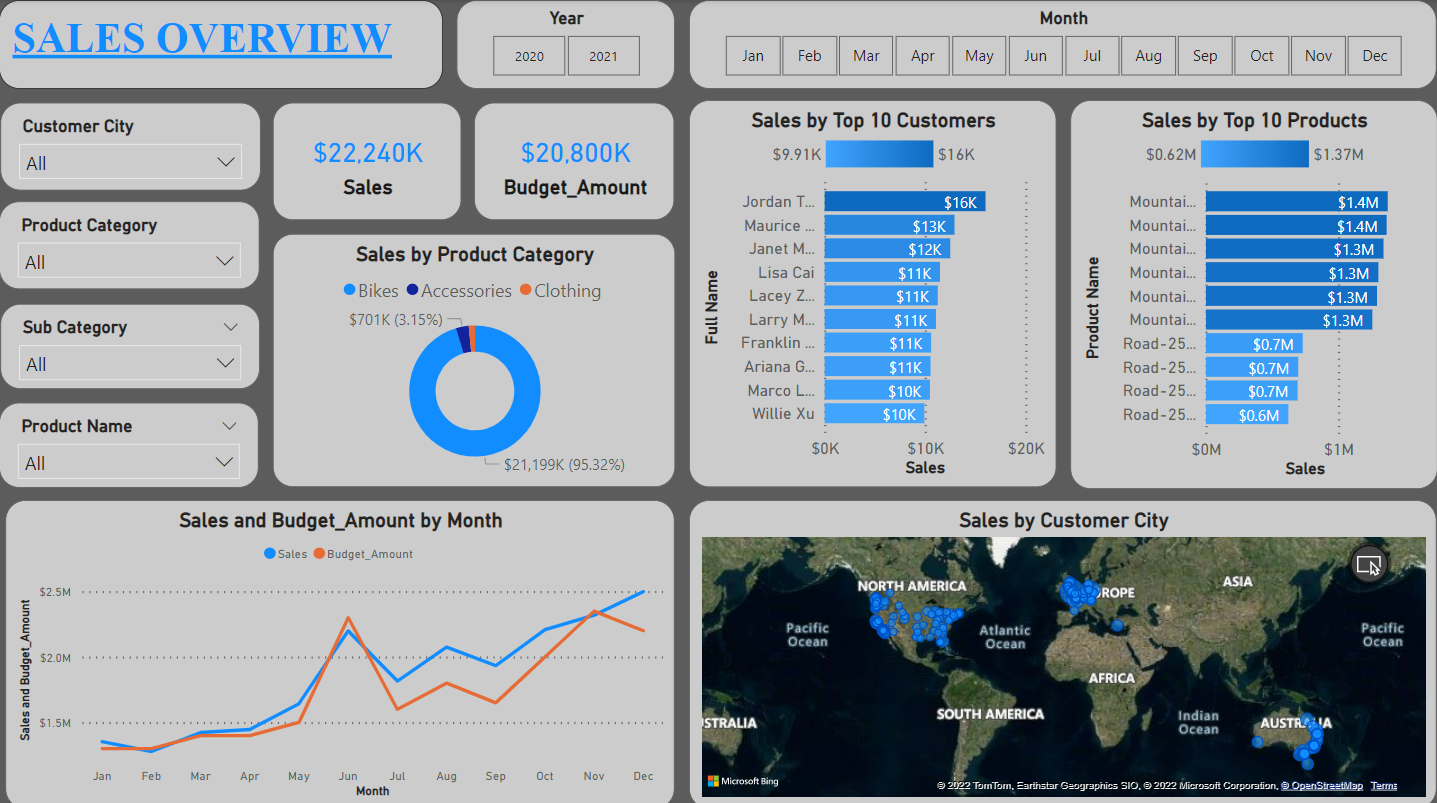 SALES OVERVIEW
Year
2020 2021
Month
Jan Feb Mar Apr May Jun Jul Aug Sep Oct Nov Dec
Customer City
All
Product Category
All
Sub Category
All
Product Name
All
$22,240K
Sales
$20,800K
Budget_Amount
Sales by Product Category
Bikes Accessories Clothing
$701K (3.15%)
$21,199K (95.32%)
Sales by Top 10 Customers
$9.91K $16K
Full Name
Jordan T... $16K
Maurice ... $13K
Janet M... $12K
Lisa Cai $11K
Lacey Z... $11K
Larry M... $11K
Franklin ... $11K
Ariana G... $11K
Marco L... $10K
Willie Xu $10K
$0K $10K $20K
Sales
Sales by Top 10 Products
$0.62M $1.37M
Product Name
Mountai... $1.4M
Mountai... $1.4M
Mountai... $1.3M
Mountai... $1.3M
Mountai... $1.3M
Mountai... $1.3M
Road-25... $0.7M
Road-25... $0.7M
Road-25... $0.7M
Road-25... $0.6M
$0M $1M
Sales
Sales and Budget_Amount by Month
Sales Budget_Amount
Sales and Budget_Amount
$2.5M
$2.0M
$1.5M
Jan Feb Mar Apr May Jun Jul Aug Sep Oct Nov Dec
Month
Sales by Customer City
NORTH AMERICA
ASIA
Pacific
Ocean
Atlantic
Ocean
Pacific
Ocean
AFRICA
SOUTH AMERICA
Indian
Ocean
Microsoft Bing
© 2022 TomTom, Earthstar Geographics SIO, © 2022 Microsoft Corporation, © OpenStreetMap Terms